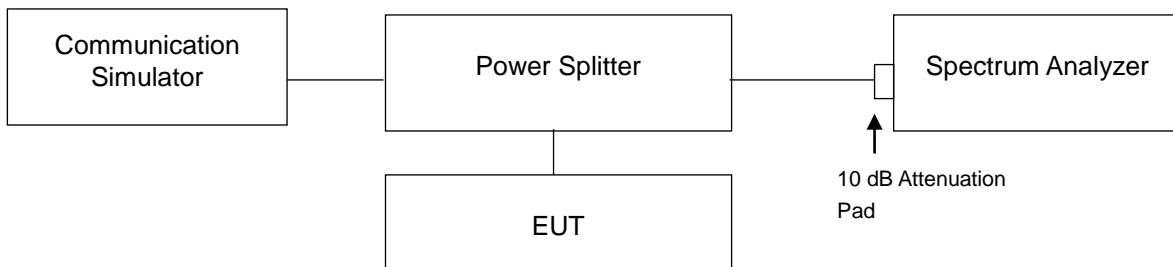 Communication
Simulator
Power Splitter
Spectrum Analyzer
10 dB Attenuation
Pad
EUT